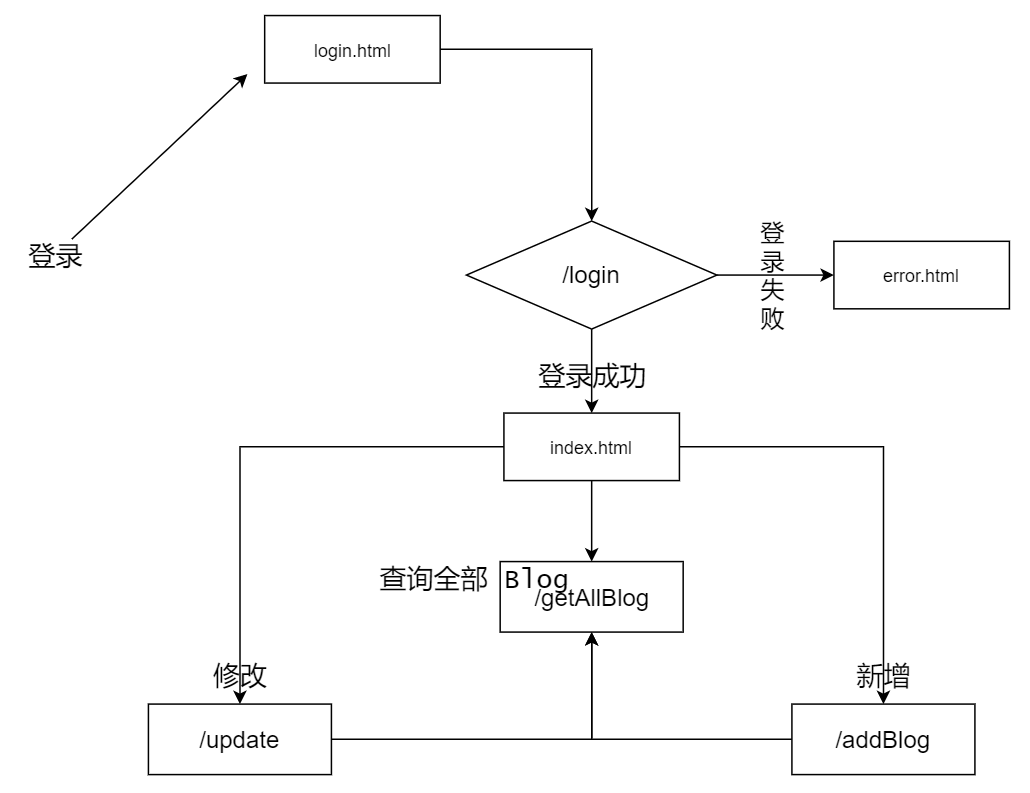 login.html
登录
/login
登录失败
error.html
登录成功
index.html
查询全部 Blog
/getAllBlog
修改
新增
/update
/addBlog